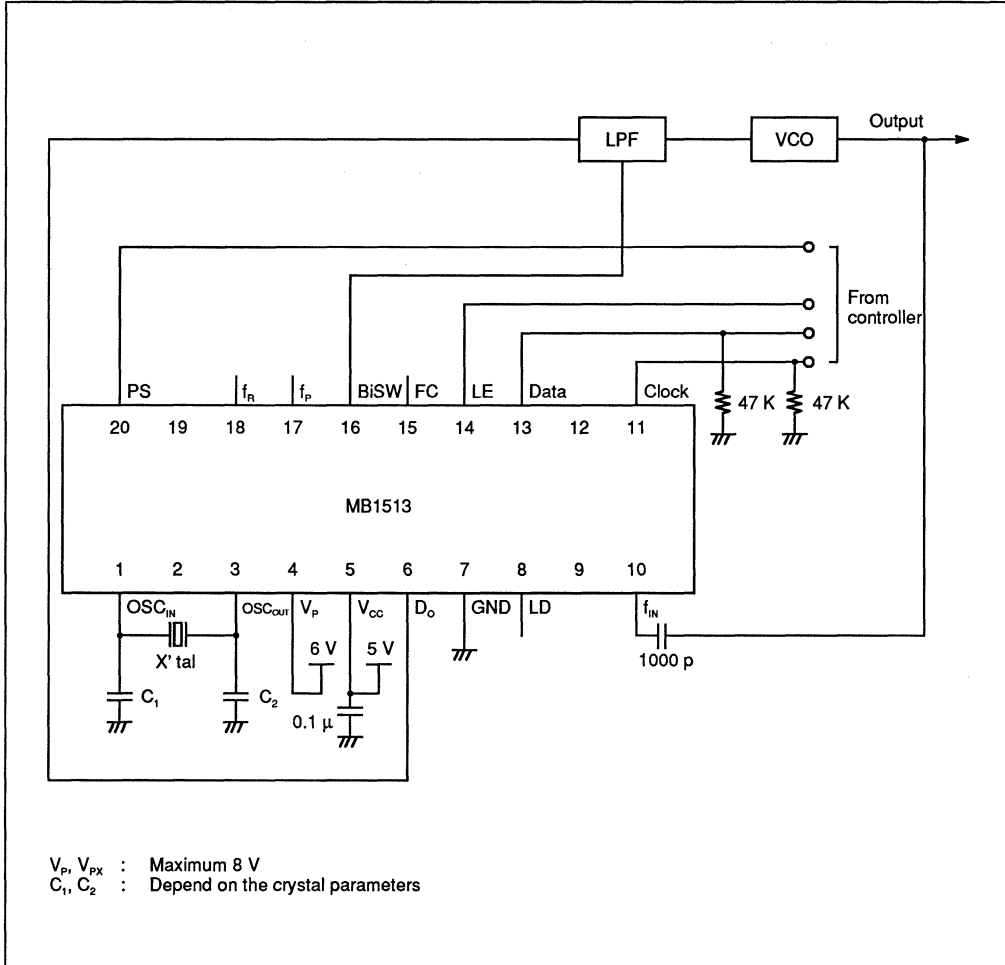 Output
LPF
VCO
From
controller
PS
f_R
f_P
BiSW
FC
LE
Data
Clock
47 K
47 K
20 19 18 17 16 15 14 13 12 11
MB1513
1 2 3 4 5 6 7 8 9 10
OSC_IN
OSC_OUT
V_P
V_CC
D_O
GND
LD
f_IN
X' tal
6 V
5 V
1000 p
C_1
C_2
0.1 μ
V_P, V_PX : Maximum 8 V
C_1, C_2 : Depend on the crystal parameters